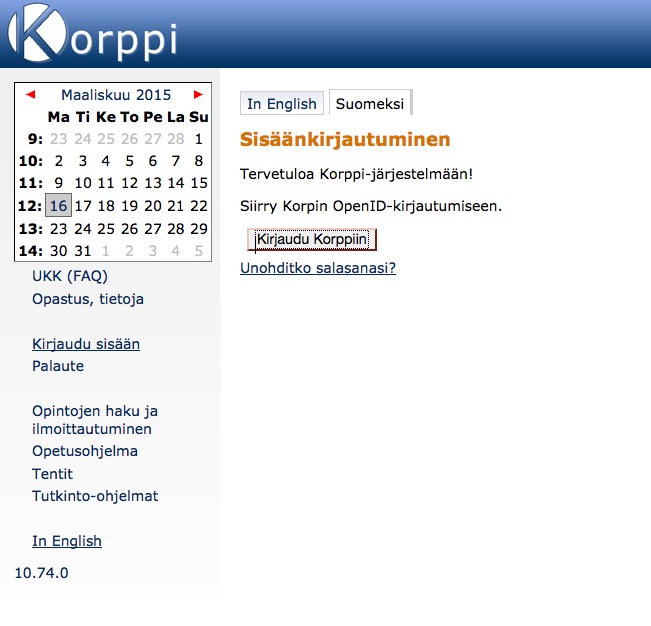 Korppi
◄ Maaliskuu 2015 ►
Ma Ti Ke To Pe La Su
9: 23 24 25 26 27 28 1
10: 2 3 4 5 6 7 8
11: 9 10 11 12 13 14 15
12: 16 17 18 19 20 21 22
13: 23 24 25 26 27 28 29
14: 30 31 1 2 3 4 5
UKK (FAQ)
Opastus, tietoja
Kirjaudu sisään
Palaute
Opintojen haku ja
ilmoittautuminen
Opetusohjelma
Tentit
Tutkinto-ohjelmat
In English
10.74.0
In English Suomeksi
Sisäänkirjautuminen
Tervetuloa Korppi-järjestelmään!
Siirry Korpin OpenID-kirjautumiseen.
Kirjaudu Korppiin
Unohditko salasanasi?